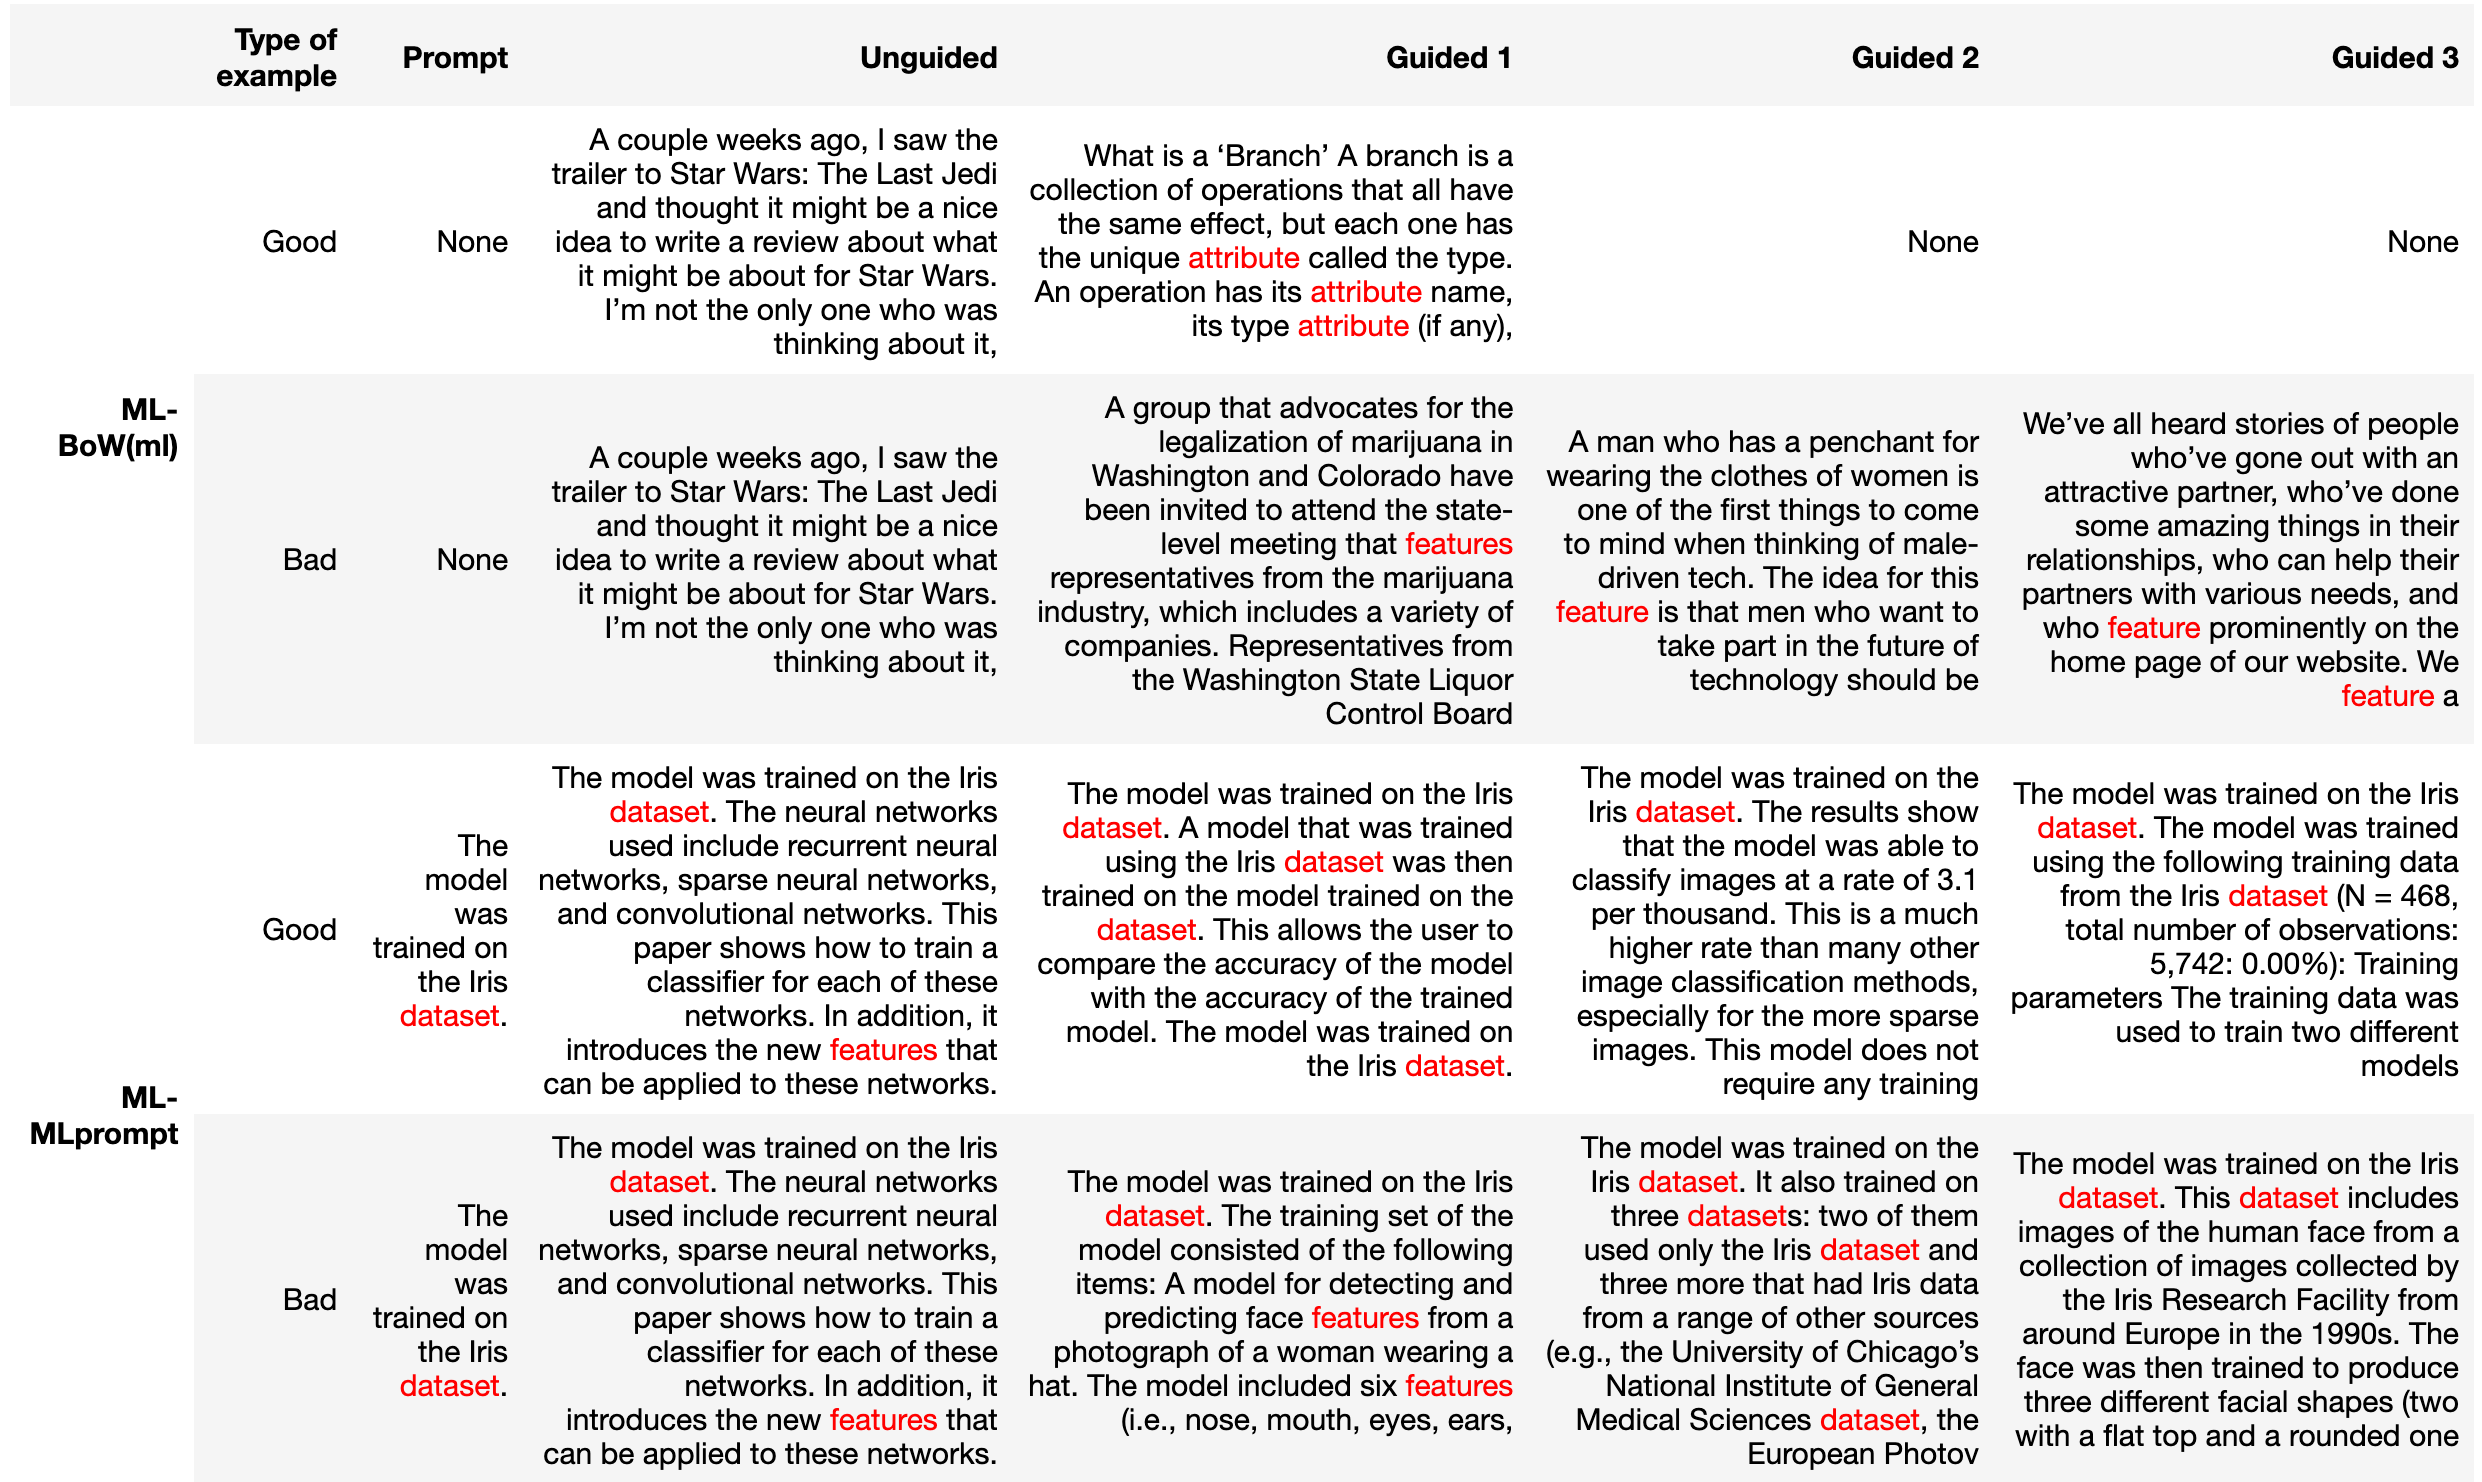 Type of
example
Prompt
Unguided
Guided 1
Guided 2
Guided 3
ML-
BoW(ml)
Good
None
A couple weeks ago, I saw the
trailer to Star Wars: The Last Jedi
and thought it might be a nice
idea to write a review about what
it might be about for Star Wars.
I’m not the only one who was
thinking about it,
What is a ‘Branch’ A branch is a
collection of operations that all have
the same effect, but each one has
the unique attribute called the type.
An operation has its attribute name,
its type attribute (if any),
None
None
Bad
None
A couple weeks ago, I saw the
trailer to Star Wars: The Last Jedi
and thought it might be a nice
idea to write a review about what
it might be about for Star Wars.
I’m not the only one who was
thinking about it,
A group that advocates for the
legalization of marijuana in
Washington and Colorado have
been invited to attend the state-
level meeting that features
representatives from the marijuana
industry, which includes a variety of
companies. Representatives from
the Washington State Liquor
Control Board
A man who has a penchant for
wearing the clothes of women is
one of the first things to come
to mind when thinking of male-
driven tech. The idea for this
feature is that men who want to
take part in the future of
technology should be
We’ve all heard stories of people
who’ve gone out with an
attractive partner, who’ve done
some amazing things in their
relationships, who can help their
partners with various needs, and
who feature prominently on the
home page of our website. We
feature a
ML-
MLprompt
Good
The
model
was
trained on
the Iris
dataset.
The model was trained on the Iris
dataset. The neural networks
used include recurrent neural
networks, sparse neural networks,
and convolutional networks. This
paper shows how to train a
classifier for each of these
networks. In addition, it
introduces the new features that
can be applied to these networks.
The model was trained on the Iris
dataset. A model that was trained
using the Iris dataset was then
trained on the model trained on the
dataset. This allows the user to
compare the accuracy of the model
with the accuracy of the trained
model. The model was trained on
the Iris dataset.
The model was trained on the
Iris dataset. The results show
that the model was able to
classify images at a rate of 3.1
per thousand. This is a much
higher rate than many other
image classification methods,
especially for the more sparse
images. This model does not
require any training
The model was trained on the Iris
dataset. The model was trained
using the following training data
from the Iris dataset (N = 468,
total number of observations:
5,742: 0.00%): Training
parameters The training data was
used to train two different
models
Bad
The
model
was
trained on
the Iris
dataset.
The model was trained on the Iris
dataset. The neural networks
used include recurrent neural
networks, sparse neural networks,
and convolutional networks. This
paper shows how to train a
classifier for each of these
networks. In addition, it
introduces the new features that
can be applied to these networks.
The model was trained on the Iris
dataset. The training set of the
model consisted of the following
items: A model for detecting and
predicting face features from a
photograph of a woman wearing a
hat. The model included six features
(i.e., nose, mouth, eyes, ears,
The model was trained on the
Iris dataset. It also trained on
three datasets: two of them
used only the Iris dataset and
three more that had Iris data
from a range of other sources
(e.g., the University of Chicago’s
National Institute of General
Medical Sciences dataset, the
European Photov
The model was trained on the Iris
dataset. This dataset includes
images of the human face from a
collection of images collected by
the Iris Research Facility from
around Europe in the 1990s. The
face was then trained to produce
three different facial shapes (two
with a flat top and a rounded one